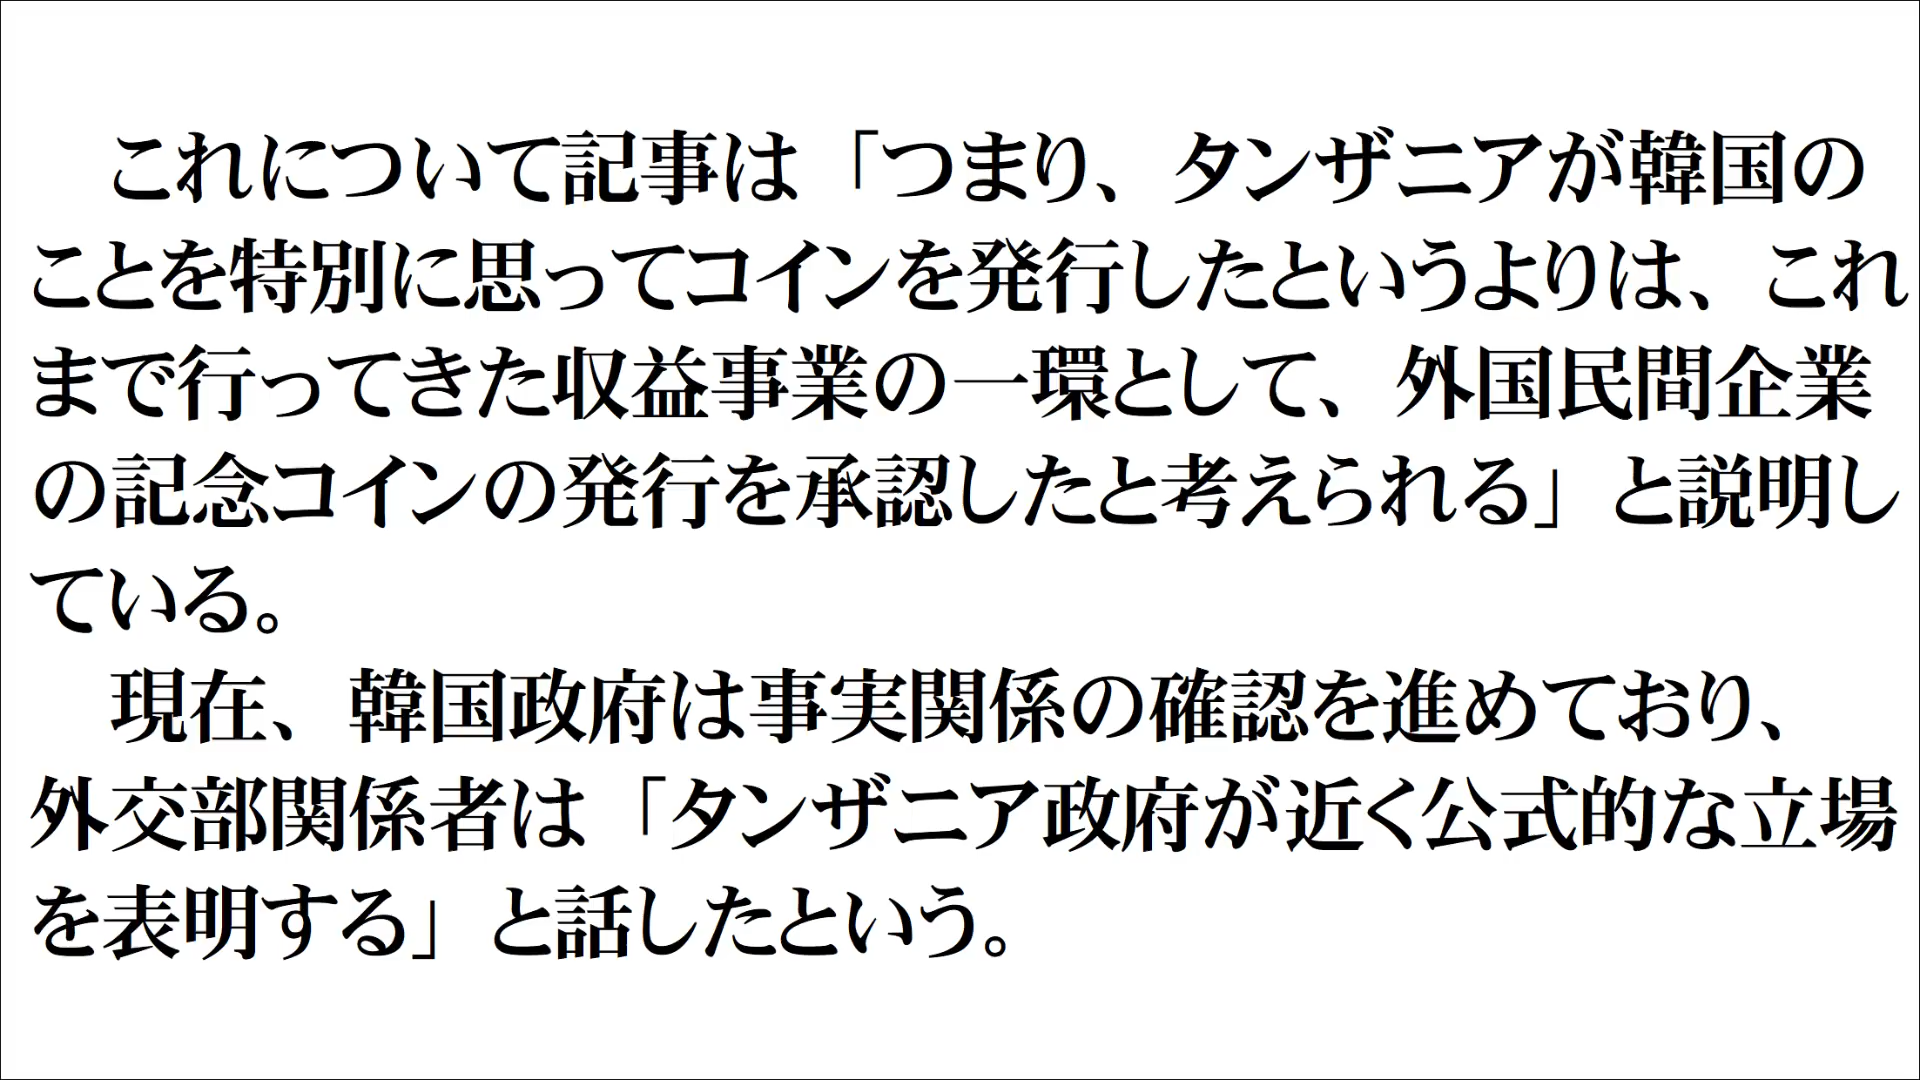 これについて記事は「つまり、タンザニアが韓国の
ことを特別に思ってコインを発行したというよりは、これ
まで行ってきた収益事業の一環として、外国民間企業
の記念コインの発行を承認したと考えられる」と説明し
ている。
現在、韓国政府は事実関係の確認を進めており、
外交部関係者は「タンザニア政府が近く公式的な立場
を表明する」と話したという。